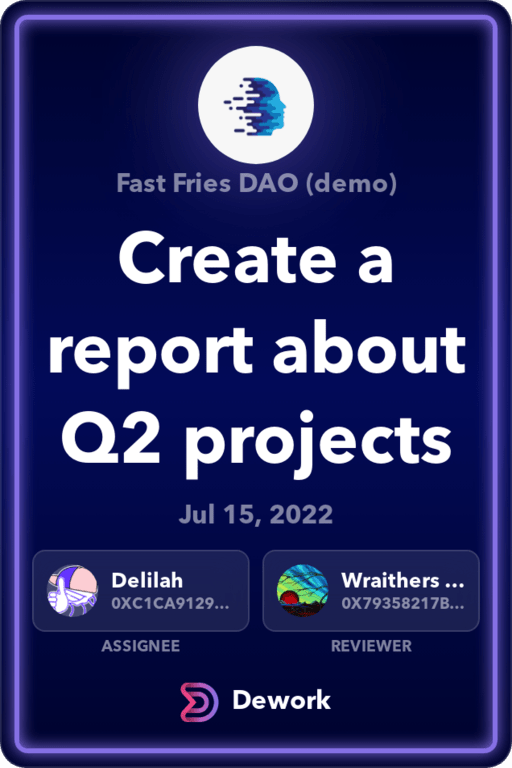 Fast Fries DAO (demo)
Create a
report about
Q2 projects
Jul 15, 2022
Delilah
0XC1CA9129...
ASSIGNEE
Wraithers ...
0X79358217B...
REVIEWER
Dework